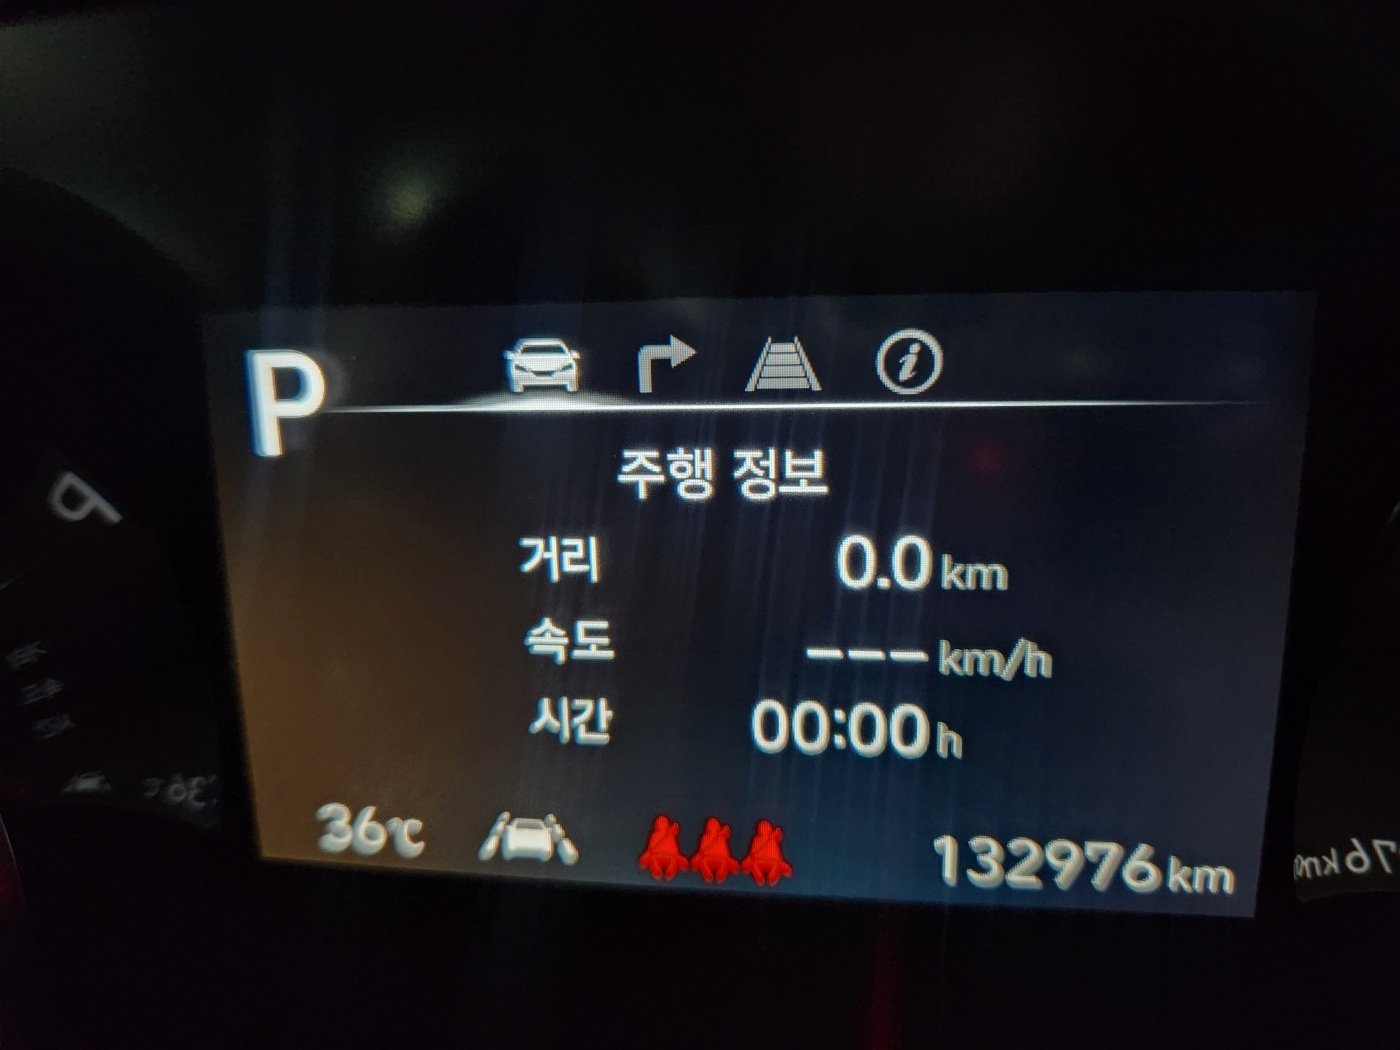 P
주행 정보
거리 0.0 km
속도 --- km/h
시간 00:00 h
36℃ 132976 km